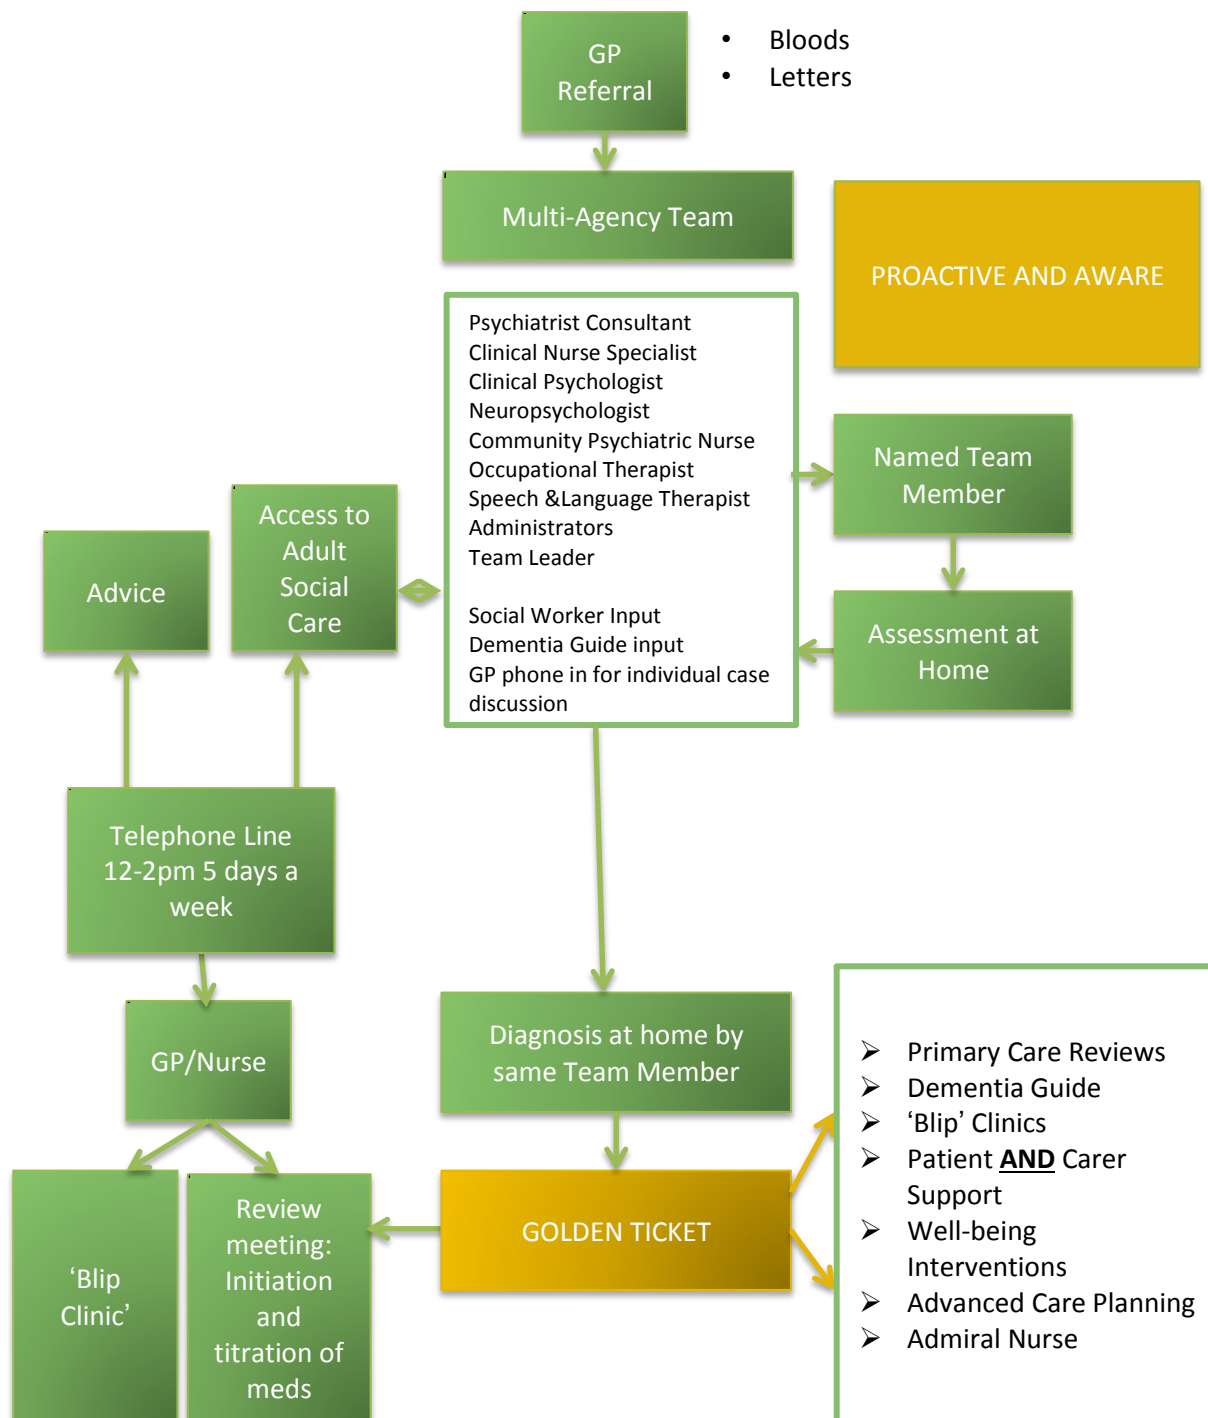 GP
Referral
• Bloods
• Letters
Multi-Agency Team
PROACTIVE AND AWARE
Psychiatrist Consultant
Clinical Nurse Specialist
Clinical Psychologist
Neuropsychologist
Community Psychiatric Nurse
Occupational Therapist
Speech &Language Therapist
Administrators
Team Leader
Social Worker Input
Dementia Guide input
GP phone in for individual case
discussion
Named Team
Member
Assessment at
Home
Access to
Adult
Social
Care
Advice
Telephone Line
12-2pm 5 days a
week
GP/Nurse
‘Blip
Clinic’
Review
meeting:
Initiation
and
titration of
meds
Diagnosis at home by
same Team Member
GOLDEN TICKET
➢ Primary Care Reviews
➢ Dementia Guide
➢ ‘Blip’ Clinics
➢ Patient AND Carer
Support
➢ Well-being
Interventions
➢ Advanced Care Planning
➢ Admiral Nurse